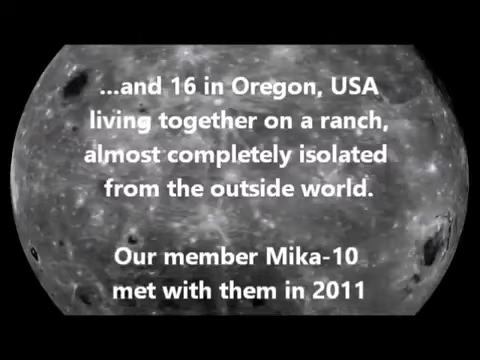 ...and 16 in Oregon, USA
living together on a ranch,
almost completely isolated
from the outside world.
Our member Mika-10
met with them in 2011